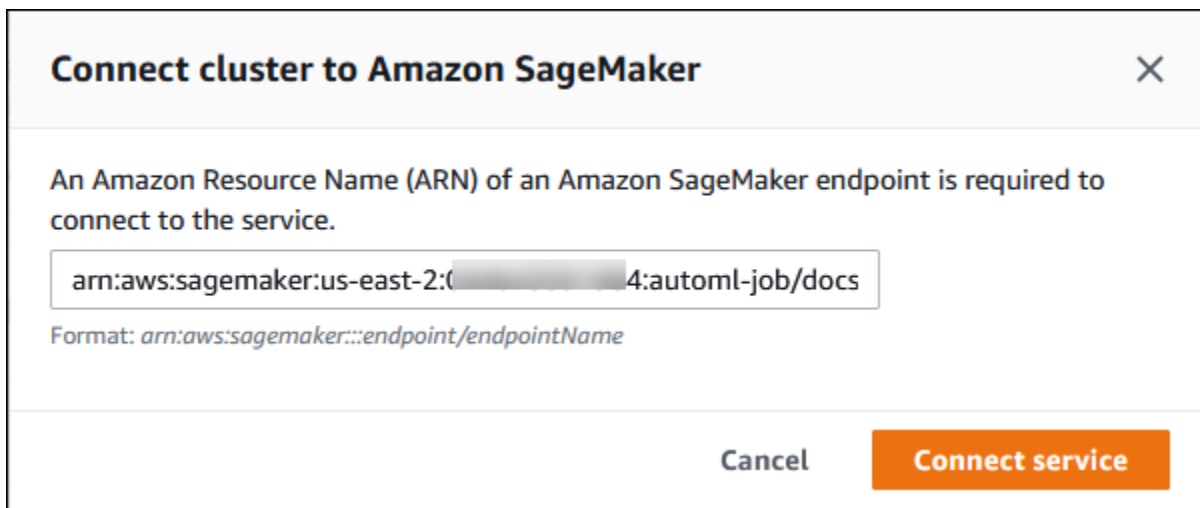 Connect cluster to Amazon SageMaker
An Amazon Resource Name (ARN) of an Amazon SageMaker endpoint is required to
connect to the service.
arn:aws:sagemaker:us-east-2: 4:automl-job/docs
Format: arn:aws:sagemaker:::endpoint/endpointName
Cancel
Connect service